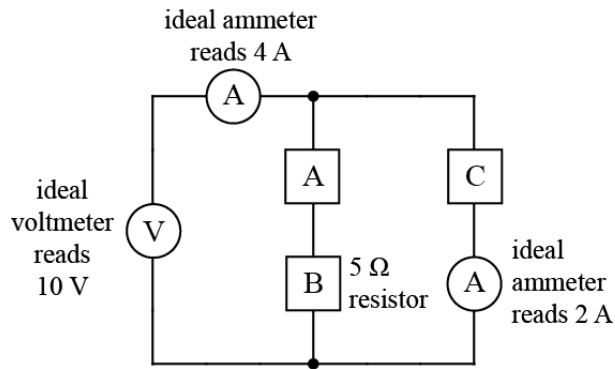 ideal ammeter
reads 4 A
A
A
C
ideal
voltmeter
reads
10 V
V
B
5 Ω
resistor
A
ideal
ammeter
reads 2 A